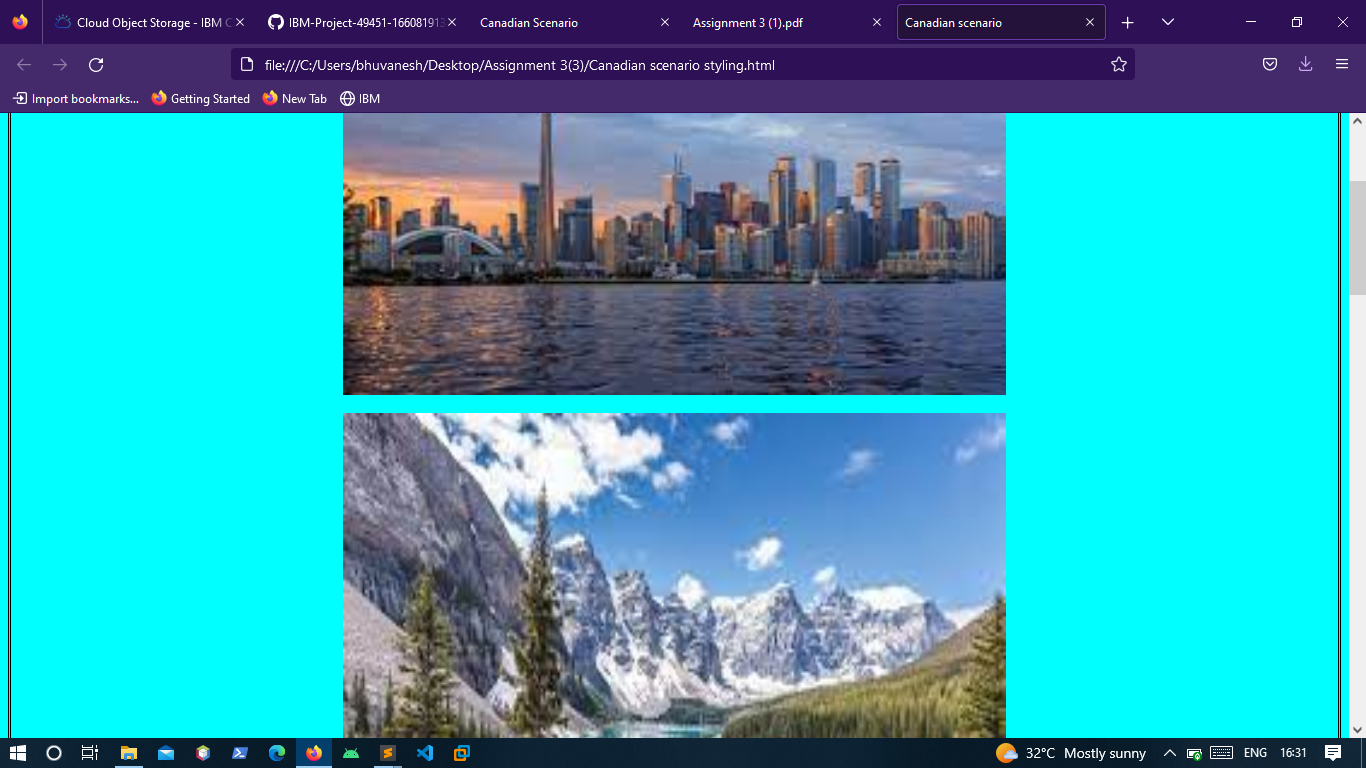 Cloud Object Storage - IBM C
IBM-Project-49451-166081913
Canadian Scenario
Assignment 3 (1).pdf
Canadian scenario
file:///C:/Users/bhuvanesh/Desktop/Assignment 3(3)/Canadian scenario styling.html
Import bookmarks...
Getting Started
New Tab
IBM
32°C Mostly sunny
ENG
16:31